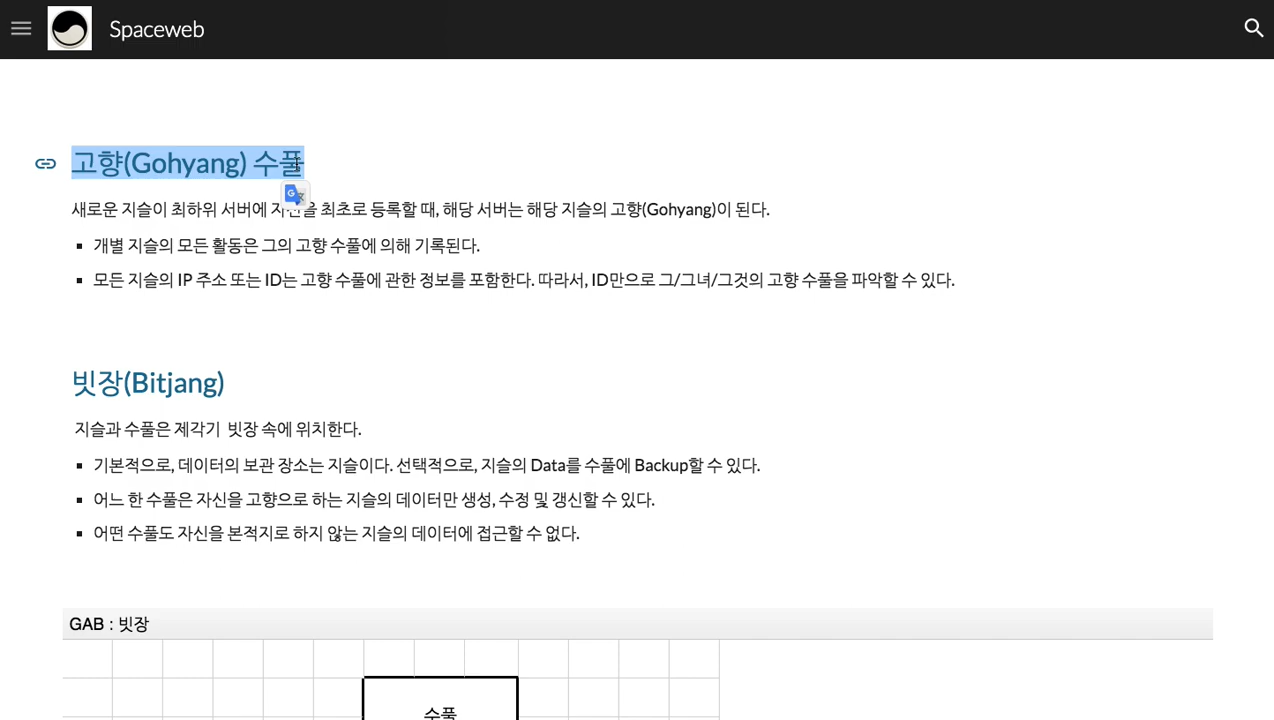 Spaceweb
고향(Gohyang) 수풀
새로운 지슬이 최하위 서버에 자신을 최초로 등록할 때, 해당 서버는 해당 지슬의 고향(Gohyang)이 된다.
▪ 개별 지슬의 모든 활동은 그의 고향 수풀에 의해 기록된다.
▪ 모든 지슬의 IP 주소 또는 ID는 고향 수풀에 관한 정보를 포함한다. 따라서, ID만으로 그/그녀/그것의 고향 수풀을 파악할 수 있다.
빗장(Bitjang)
지슬과 수풀은 제각기 빗장 속에 위치한다.
▪ 기본적으로, 데이터의 보관 장소는 지슬이다. 선택적으로, 지슬의 Data를 수풀에 Backup할 수 있다.
▪ 어느 한 수풀은 자신을 고향으로 하는 지슬의 데이터만 생성, 수정 및 갱신할 수 있다.
▪ 어떤 수풀도 자신을 본적지로 하지 않는 지슬의 데이터에 접근할 수 없다.
GAB : 빗장
수풀